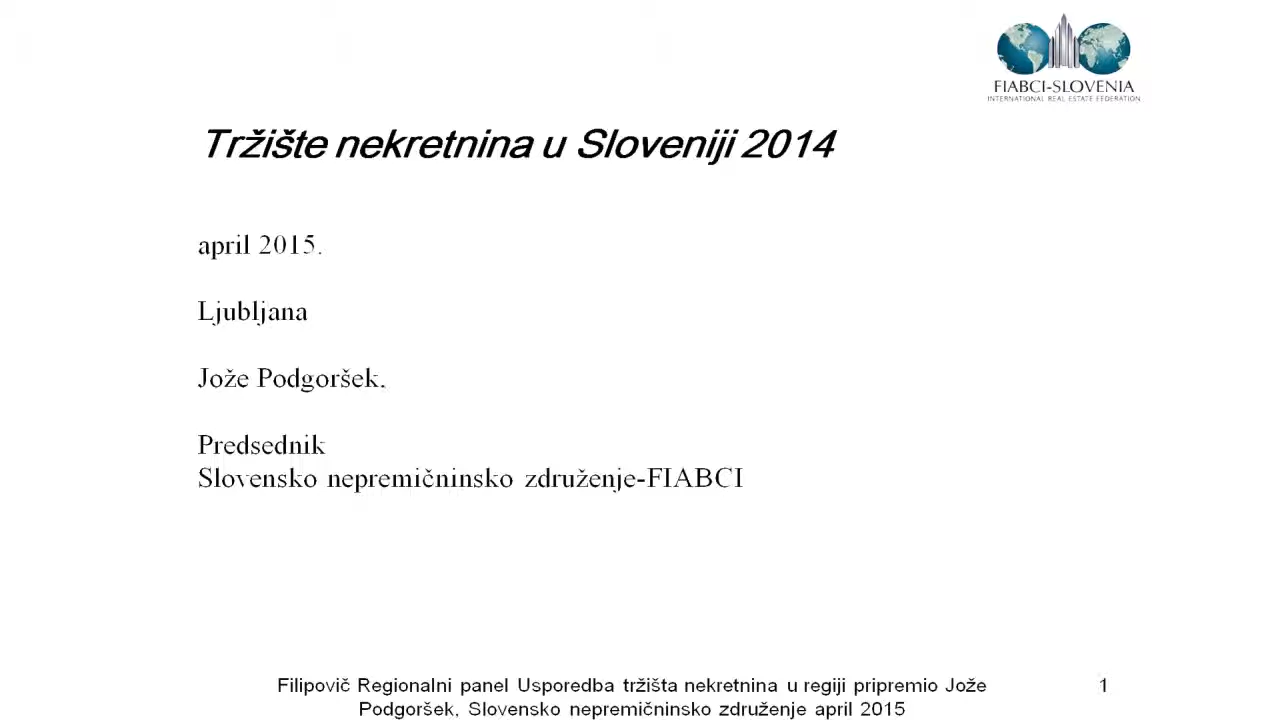 FIABCI-SLOVENIA
INTERNATIONAL REAL ESTATE FEDERATION
Tržište nekretnina u Sloveniji 2014
april 2015.
Ljubljana
Jože Podgoršek,
Predsednik
Slovensko nepremičninsko združenje-FIABCI
Filipovič Regionalni panel Usporedba tržišta nekretnina u regiji pripremio Jože
Podgoršek, Slovensko nepremičninsko združenje april 2015
1